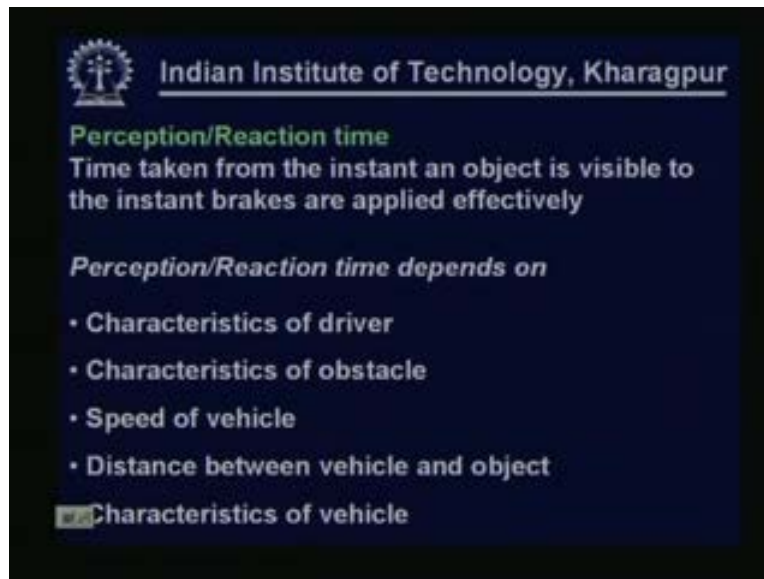 Indian Institute of Technology, Kharagpur
Perception/Reaction time
Time taken from the instant an object is visible to
the instant brakes are applied effectively
Perception/Reaction time depends on
• Characteristics of driver
• Characteristics of obstacle
• Speed of vehicle
• Distance between vehicle and object
Characteristics of vehicle